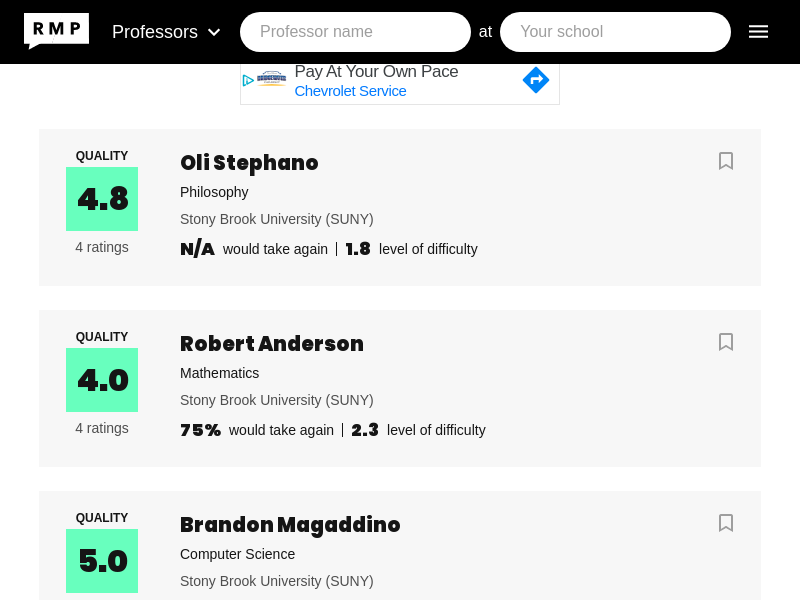 RMP
Professors
Professor name
at
Your school
Pay At Your Own Pace
Chevrolet Service
QUALITY
4.8
4 ratings
Oli Stephano
Philosophy
Stony Brook University (SUNY)
N/A would take again
1.8 level of difficulty
QUALITY
4.0
4 ratings
Robert Anderson
Mathematics
Stony Brook University (SUNY)
75% would take again
2.3 level of difficulty
QUALITY
5.0
Brandon Magaddino
Computer Science
Stony Brook University (SUNY)